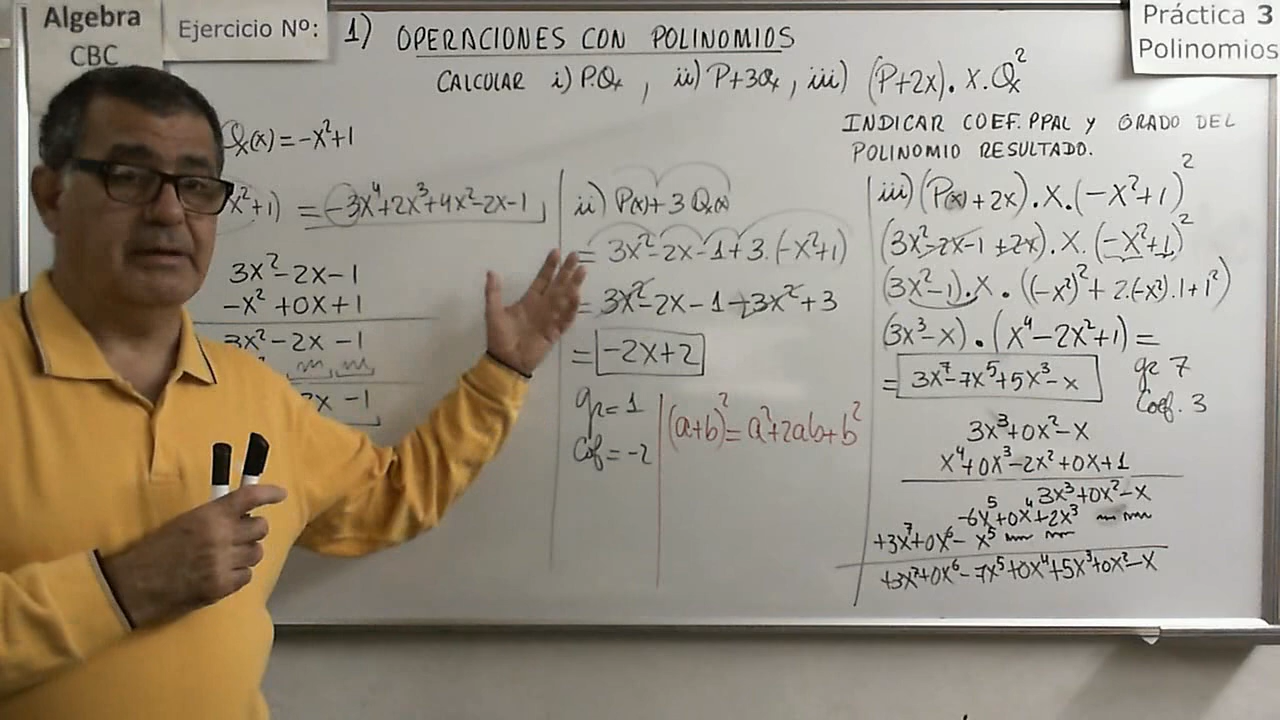 Algebra
CBC
Ejercicio Nº:
Práctica 3
Polinomios
1) OPERACIONES CON POLINOMIOS
CALCULAR i) P.Qx , ii) P+3Qx , iii) (P+2x).X.Qx²
INDICAR COEF. PPAL Y GRADO DEL
POLINOMIO RESULTADO.
Qx(x)=-x²+1
x²+1) = -3x⁴+2x³+4x²-2x-1
3x²-2x-1
-x²+0x+1
3x²-2x-1
x -1
ii) P(x)+3Qx(x)
= 3x²-2x-1+3.(-x²+1)
= 3x²-2x-1-3x²+3
= -2x+2
gr=1
Cof=-2
(a+b)²=a²+2ab+b²
iii) (P(x)+2x).X.(-x²+1)²
(3x²-2x-1+2x).X.(-x²+1)²
(3x²-1).X.((-x²)²+2.(-x²).1+1²)
(3x³-x).(x⁴-2x²+1)=
= 3x⁷-7x⁵+5x³-x
gr 7
Coef. 3
3x³+0x²-x
x⁴+0x³-2x²+0x+1
3x³+0x²-x
-6x⁵+0x⁴+2x³
+3x⁷+0x⁶-x⁵
+3x⁷+0x⁶-7x⁵+0x⁴+5x³+0x²-x